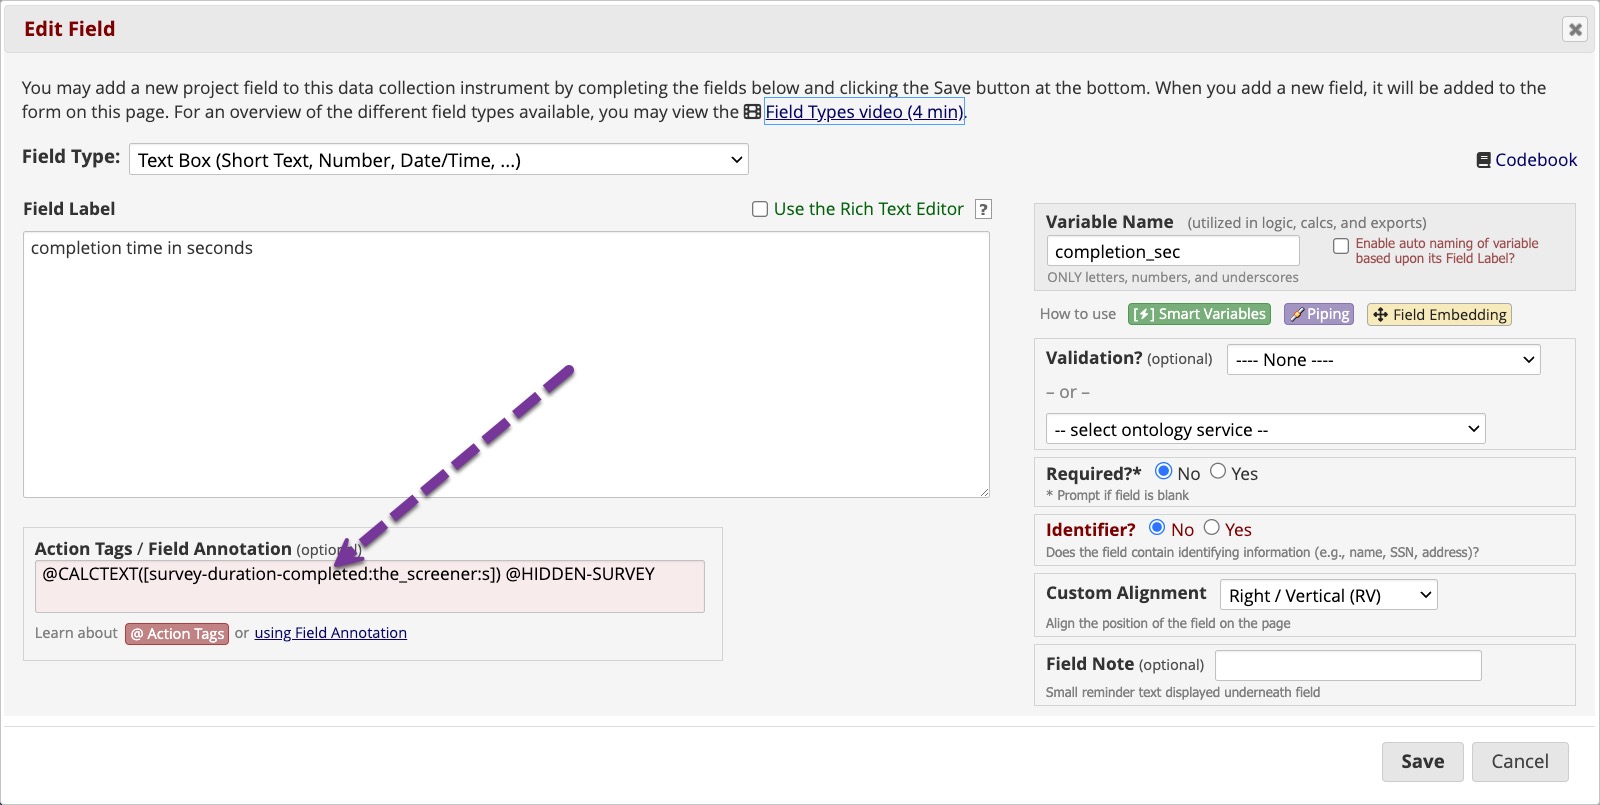 Edit Field
You may add a new project field to this data collection instrument by completing the fields below and clicking the Save button at the bottom. When you add a new field, it will be added to the
form on this page. For an overview of the different field types available, you may view the Field Types video (4 min).
Field Type: Text Box (Short Text, Number, Date/Time, ...)
Codebook
Field Label
Use the Rich Text Editor ?
completion time in seconds
Action Tags / Field Annotation (optional)
@CALCTEXT([survey-duration-completed:the_screener:s]) @HIDDEN-SURVEY
Learn about @ Action Tags or using Field Annotation
Variable Name (utilized in logic, calcs, and exports)
completion_sec
Enable auto naming of variable
based upon its Field Label?
ONLY letters, numbers, and underscores
How to use [⚡] Smart Variables Piping Field Embedding
Validation? (optional) ---- None ----
– or –
-- select ontology service --
Required?* No Yes
* Prompt if field is blank
Identifier? No Yes
Does the field contain identifying information (e.g., name, SSN, address)?
Custom Alignment Right / Vertical (RV)
Align the position of the field on the page
Field Note (optional)
Small reminder text displayed underneath field
Save Cancel